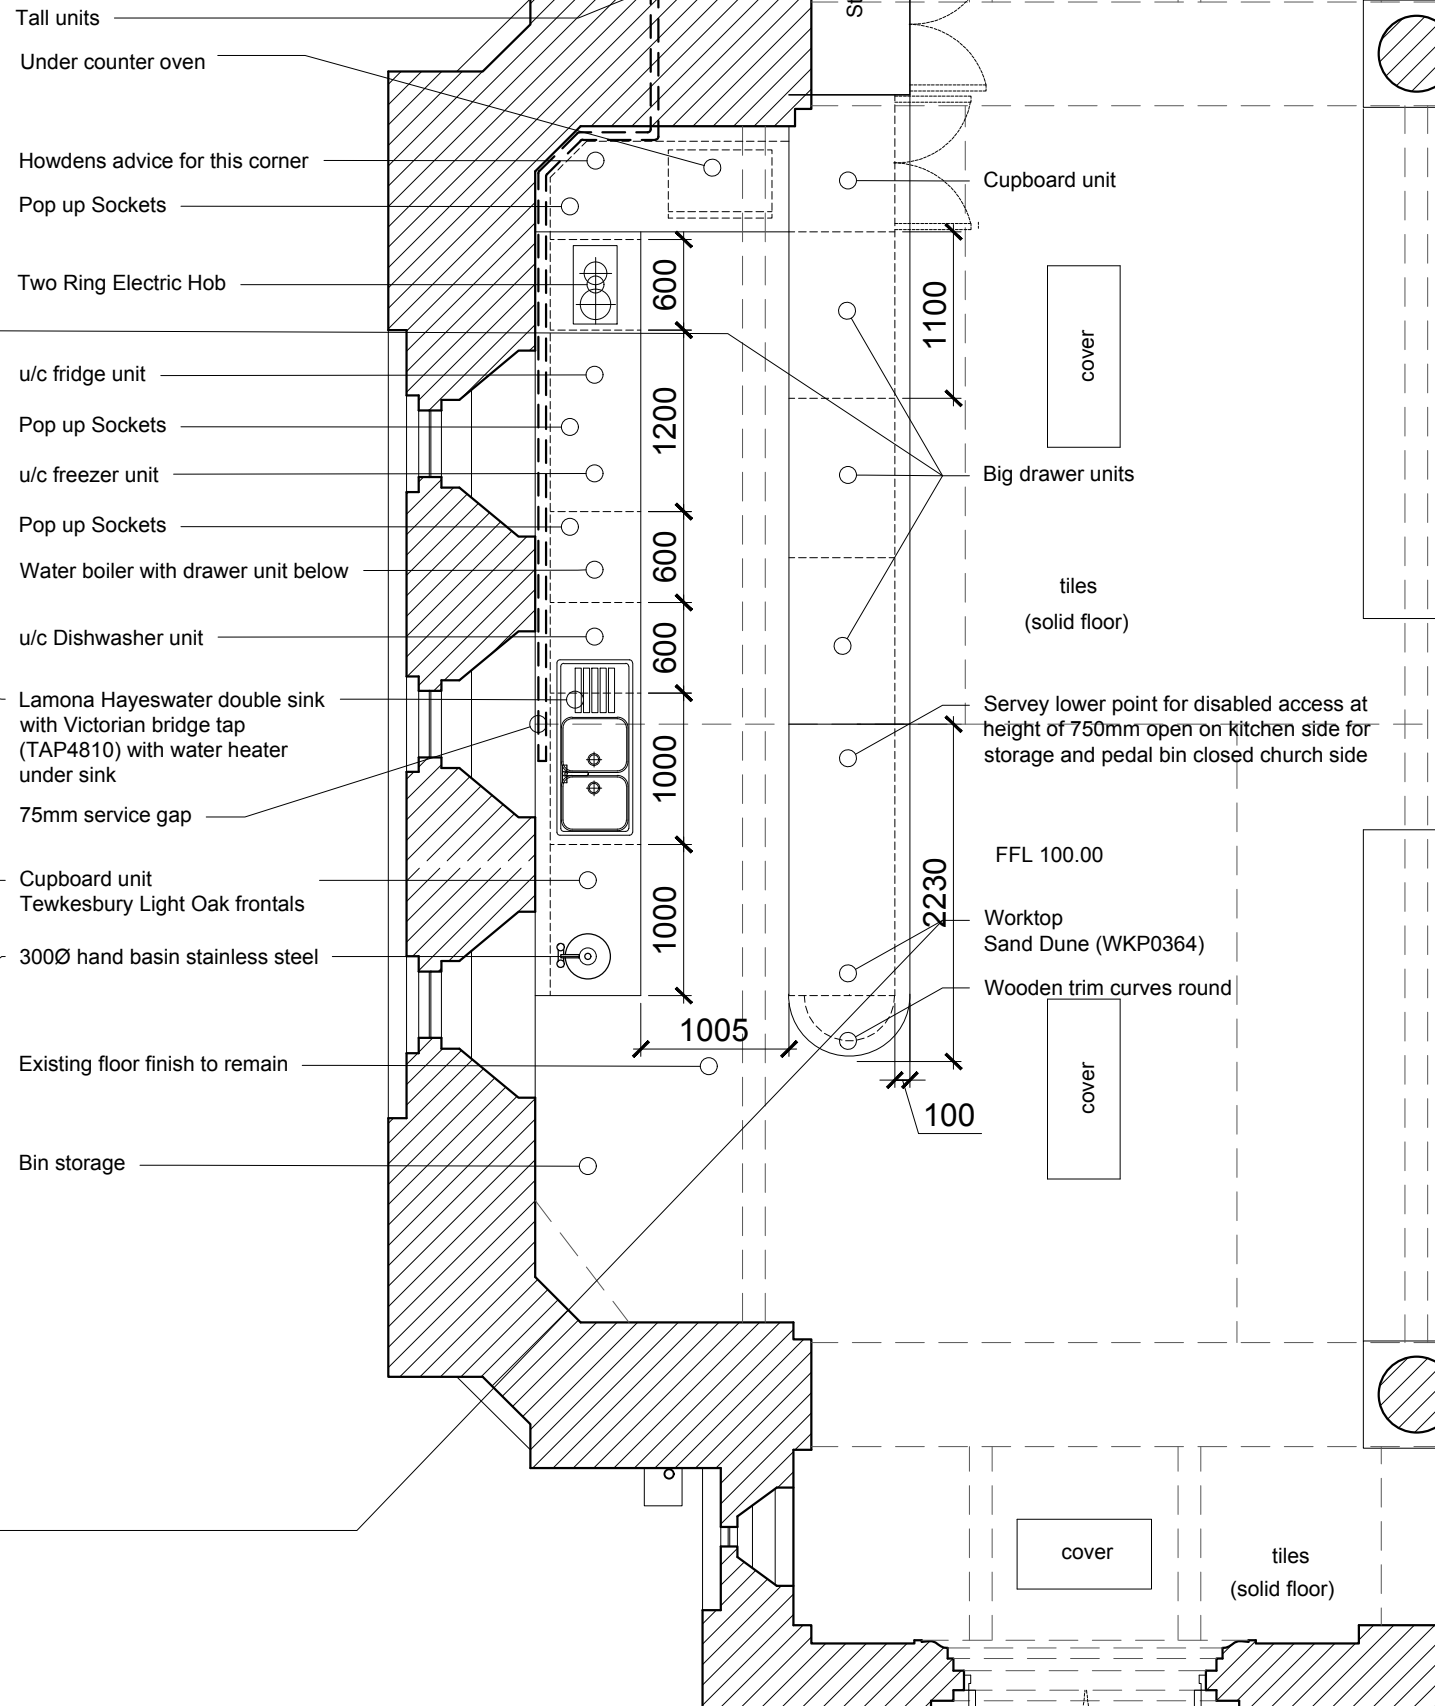 Tall units
Under counter oven
Howdens advice for this corner
Pop up Sockets
Two Ring Electric Hob
u/c fridge unit
Pop up Sockets
u/c freezer unit
Pop up Sockets
Water boiler with drawer unit below
u/c Dishwasher unit
Lamona Hayeswater double sink
with Victorian bridge tap
(TAP4810) with water heater
under sink
75mm service gap
Cupboard unit
Tewkesbury Light Oak frontals
300Ø hand basin stainless steel
Existing floor finish to remain
Bin storage
600
1200
600
600
1000
1000
1005
1100
2230
100
Cupboard unit
cover
Big drawer units
tiles
(solid floor)
Servey lower point for disabled access at
height of 750mm open on kitchen side for
storage and pedal bin closed church side
FFL 100.00
Worktop
Sand Dune (WKP0364)
Wooden trim curves round
cover
cover
tiles
(solid floor)